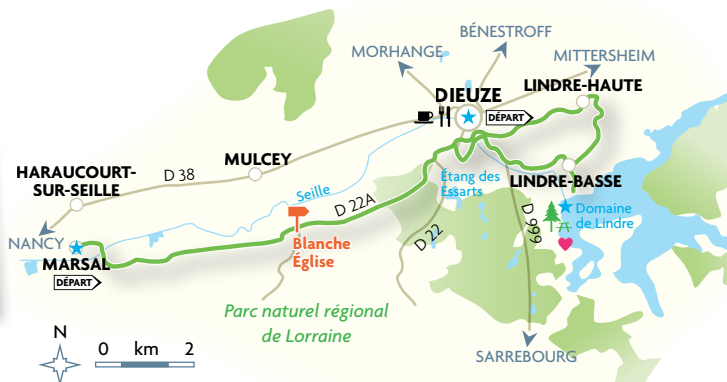 BÉNESTROFF
MORHANGE
MITTERSHEIM
DIEUZE
LINDRE-HAUTE
DÉPART
HARAUCOURT-
SUR-SEILLE
MULCEY
D 38
Seille
D 22A
Étang des
Essarts
LINDRE-BASSE
Domaine
de Lindre
D 999
D 22
NANCY
MARSAL
DÉPART
Blanche
Église
Parc naturel régional
de Lorraine
SARREBOURG
N
0 km 2